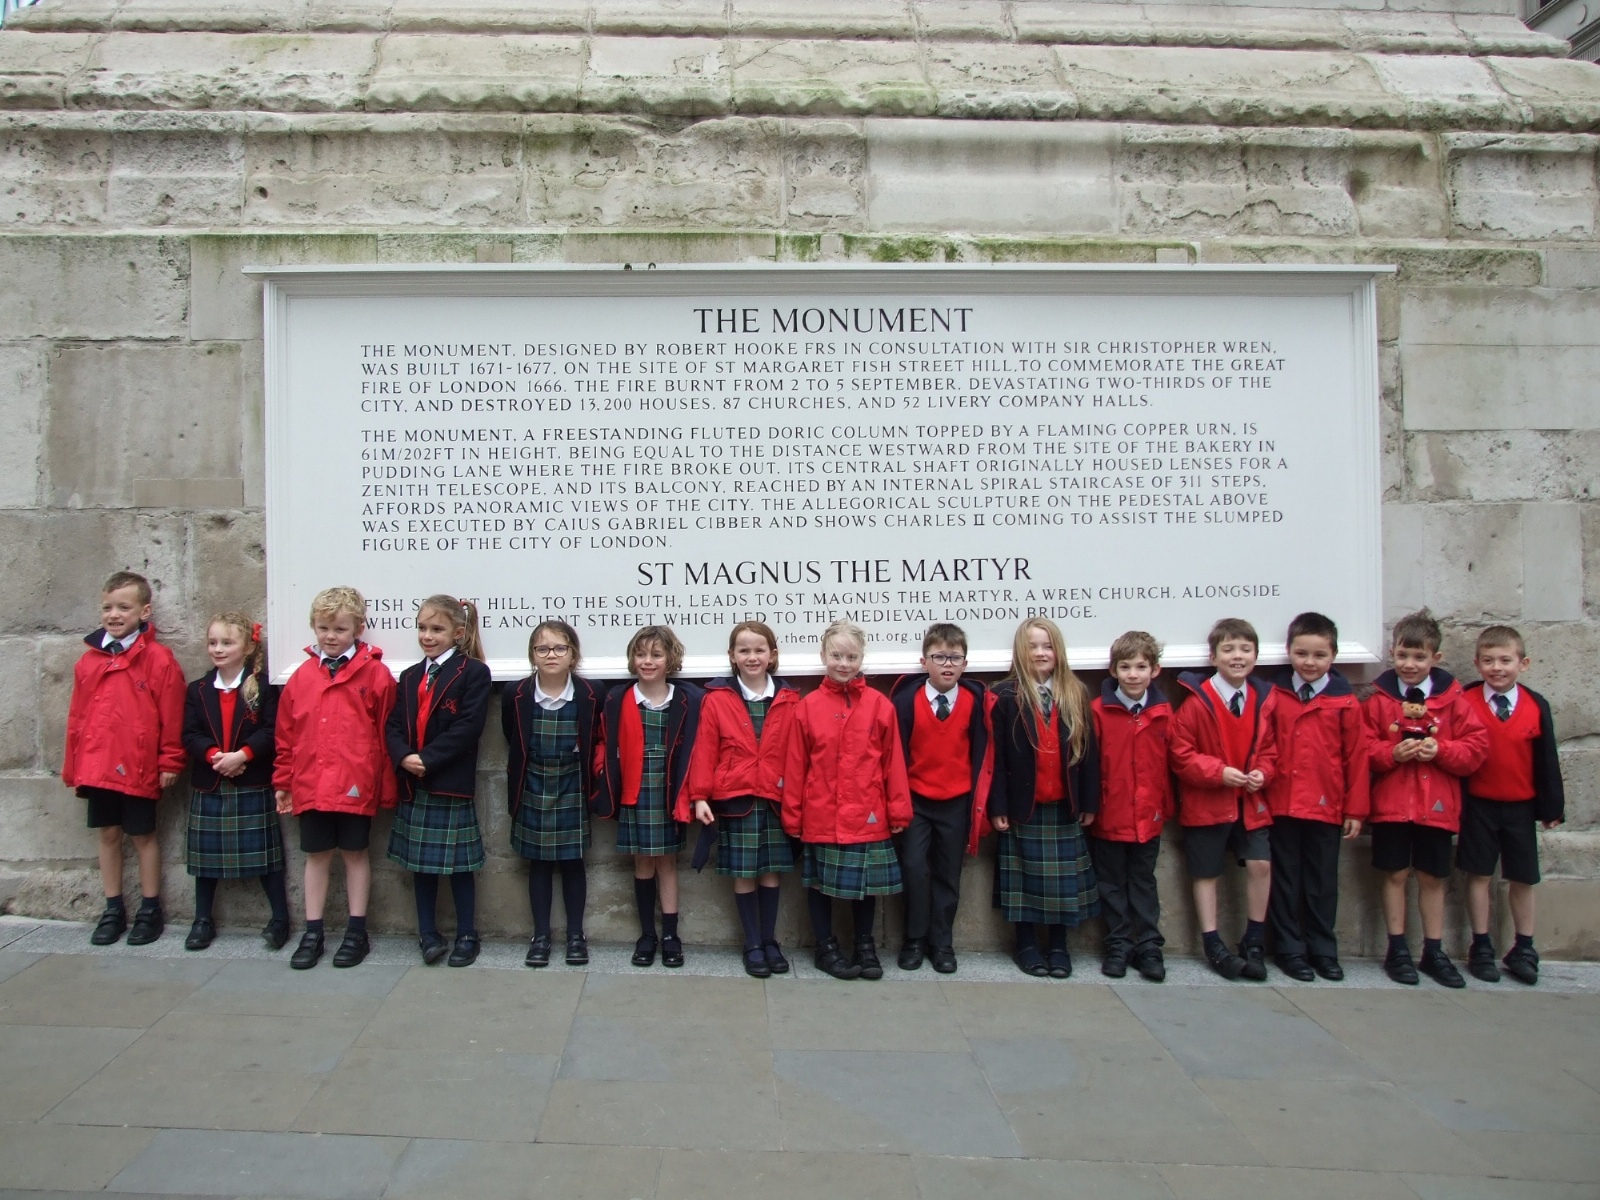 THE MONUMENT
THE MONUMENT, DESIGNED BY ROBERT HOOKE FRS IN CONSULTATION WITH SIR CHRISTOPHER WREN,
WAS BUILT 1671-1677, ON THE SITE OF ST MARGARET FISH STREET HILL, TO COMMEMORATE THE GREAT
FIRE OF LONDON 1666. THE FIRE BURNT FROM 2 TO 5 SEPTEMBER, DEVASTATING TWO-THIRDS OF THE
CITY, AND DESTROYED 13,200 HOUSES, 87 CHURCHES, AND 52 LIVERY COMPANY HALLS.
THE MONUMENT, A FREESTANDING FLUTED DORIC COLUMN TOPPED BY A FLAMING COPPER URN, IS
61M/202FT IN HEIGHT, BEING EQUAL TO THE DISTANCE WESTWARD FROM THE SITE OF THE BAKERY IN
PUDDING LANE WHERE THE FIRE BROKE OUT. ITS CENTRAL SHAFT ORIGINALLY HOUSED LENSES FOR A
ZENITH TELESCOPE, AND ITS BALCONY, REACHED BY AN INTERNAL SPIRAL STAIRCASE OF 311 STEPS,
AFFORDS PANORAMIC VIEWS OF THE CITY. THE ALLEGORICAL SCULPTURE ON THE PEDESTAL ABOVE
WAS EXECUTED BY CAIUS GABRIEL CIBBER AND SHOWS CHARLES II COMING TO ASSIST THE SLUMPED
FIGURE OF THE CITY OF LONDON.
ST MAGNUS THE MARTYR
FISH HILL, TO THE SOUTH, LEADS TO ST MAGNUS THE MARTYR, A WREN CHURCH, ALONGSIDE
WHICH ANCIENT STREET WHICH LED TO THE MEDIEVAL LONDON BRIDGE.